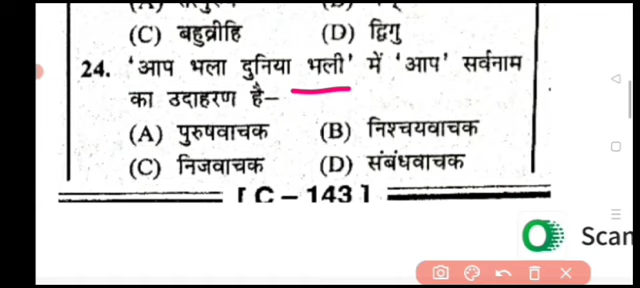 (C) बहुव्रीहि (D) द्विगु
24. 'आप भला दुनिया भली' में 'आप' सर्वनाम
का उदाहरण है–
(A) पुरुषवाचक (B) निश्चयवाचक
(C) निजवाचक (D) संबंधवाचक
[ C – 143 ]
Scan